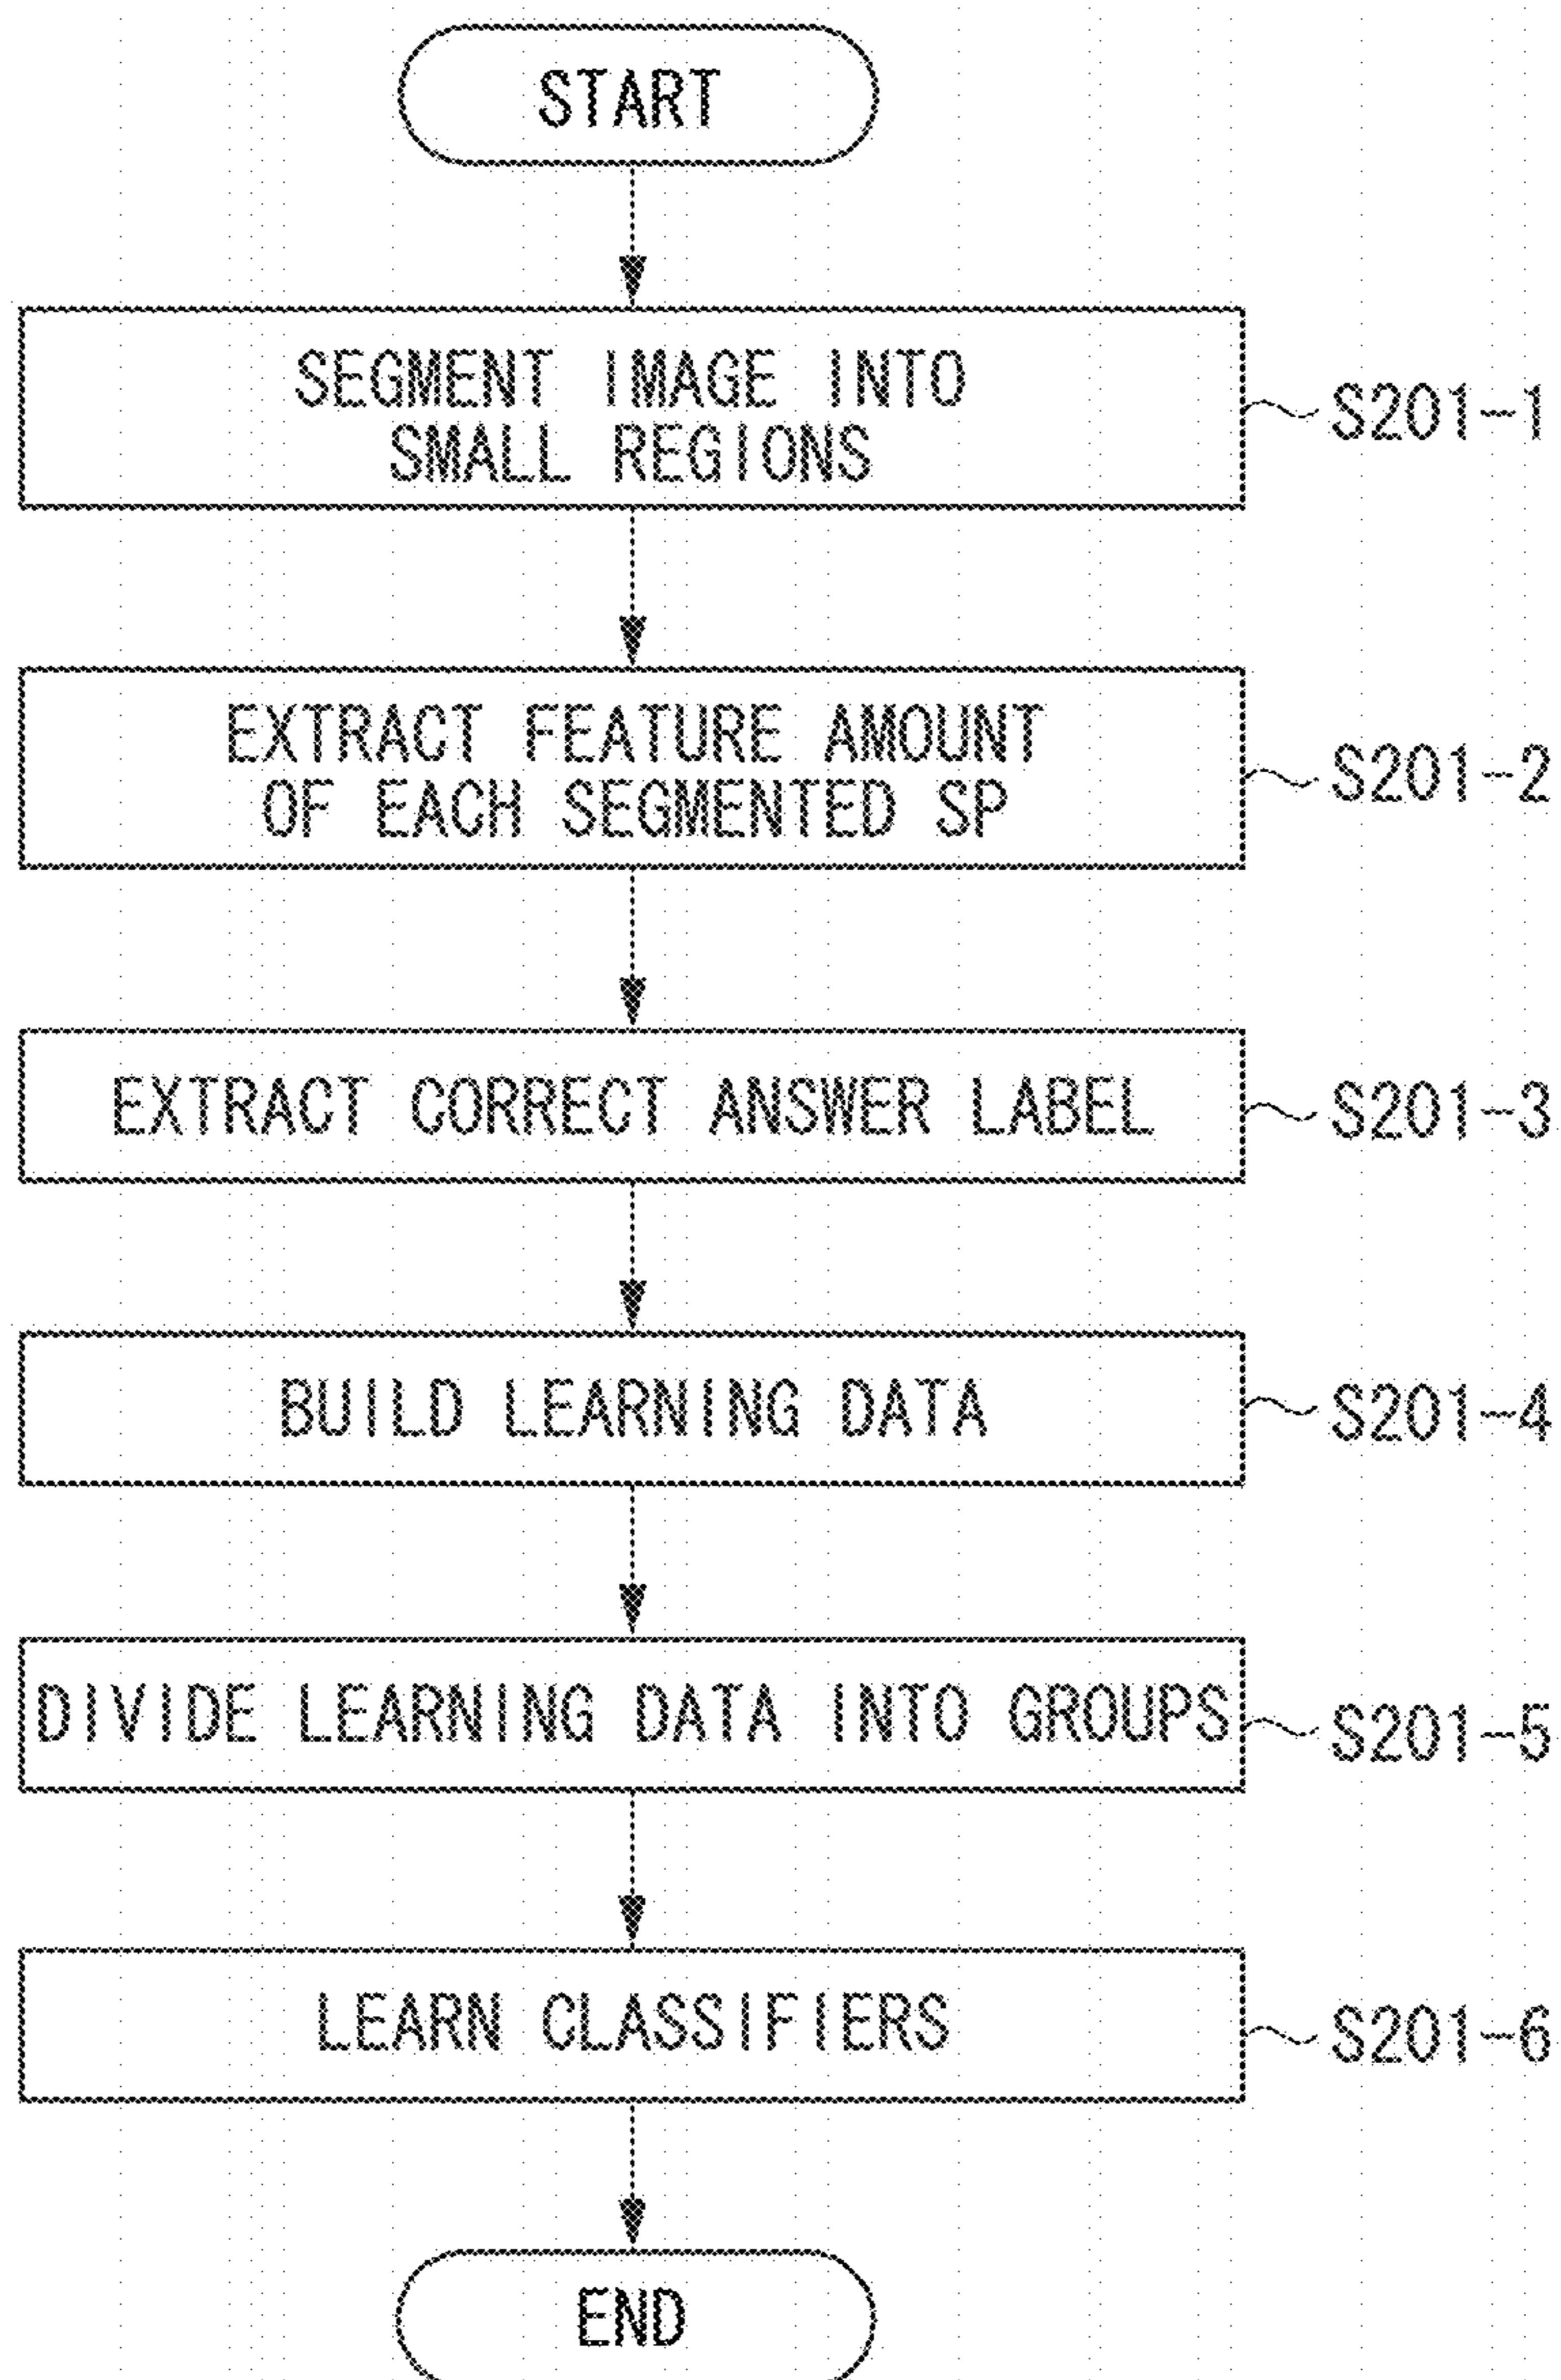 START
SEGMENT IMAGE INTO
SMALL REGIONS
S201-1
EXTRACT FEATURE AMOUNT
OF EACH SEGMENTED SP
S201-2
EXTRACT CORRECT ANSWER LABEL
S201-3
BUILD LEARNING DATA
S201-4
DIVIDE LEARNING DATA INTO GROUPS
S201-5
LEARN CLASSIFIERS
S201-6
END